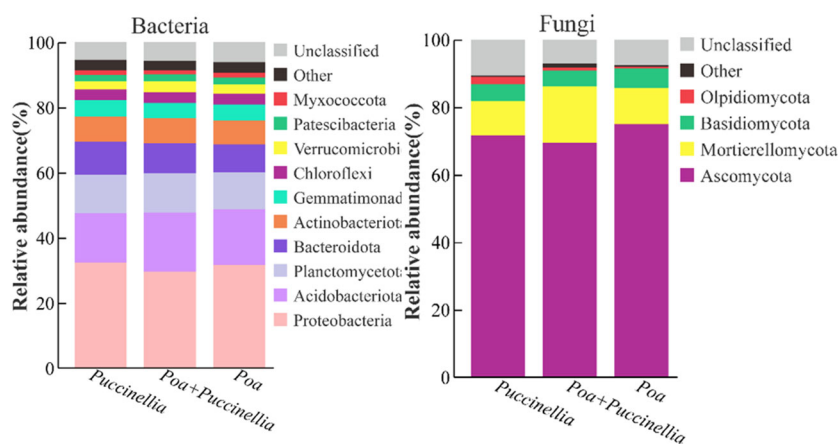 Bacteria
Relative abundance(%)
100
80
60
40
20
0
Puccinellia
Poa+Puccinellia
Poa
Unclassified
Other
Myxococcota
Patescibacteria
Verrucomicrobi
Chloroflexi
Gemmatimonad
Actinobacteriot
Bacteroidota
Planctomycetot
Acidobacteriota
Proteobacteria
Fungi
Relative abundance(%)
100
80
60
40
20
0
Puccinellia
Poa+Puccinellia
Poa
Unclassified
Other
Olpidiomycota
Basidiomycota
Mortierellomycota
Ascomycota